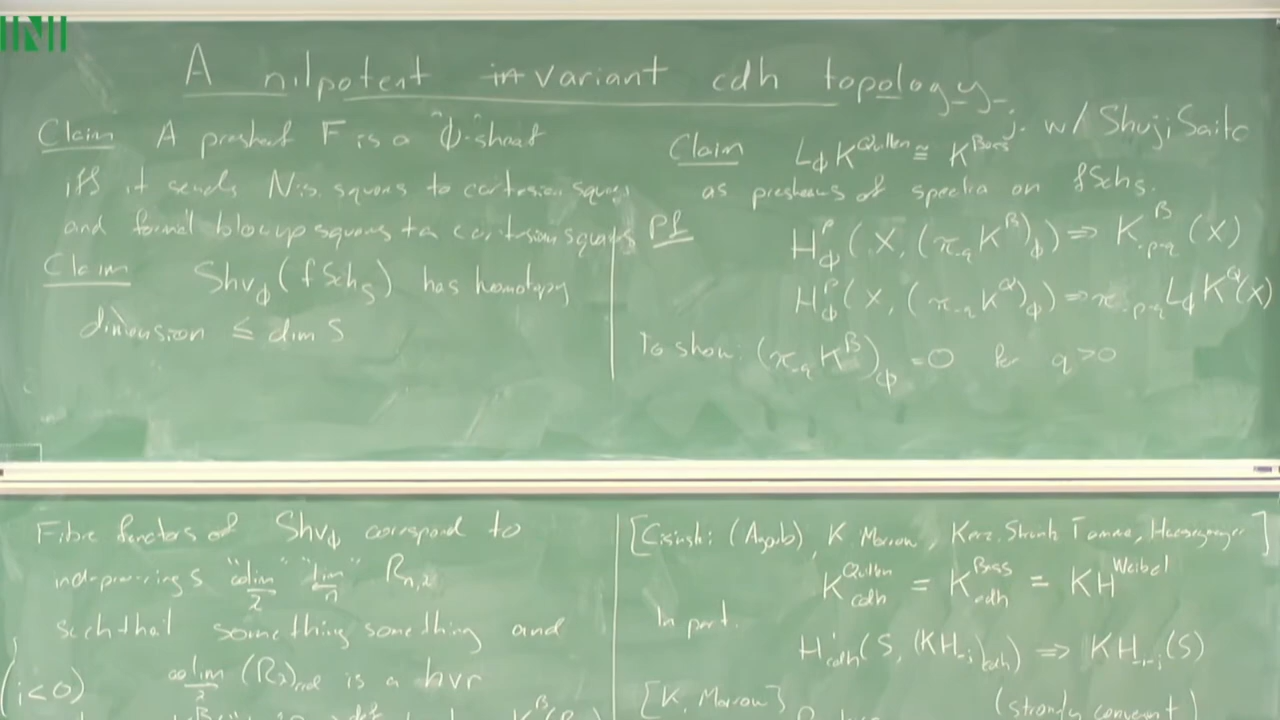 INI
A nilpotent invariant cdh topology
j. w/ Shuji Saito
Claim A presheaf F is a ϕ-sheaf
iff it sends Nis. squares to cartesian squares
and formal blowup squares to cartesian squares
Claim Shv_ϕ(fSch_S) has homotopy
dimension ≤ dim S
Claim L_ϕ K^Quillen ≅ K^Bass
as presheaves of spectra on fSch_S.
Pf H^p_ϕ(X, (π_-q K^B)_ϕ) ⇒ K^B_-p-q(X)
H^p_ϕ(X, (π_-q K^Q)_ϕ) ⇒ π_-p-q L_ϕ K^Q(X)
To show: (π_-q K^B)_ϕ = 0 for q>0
Fibre functors of Shv_ϕ correspond to
ind-pro-rings "colim_λ" "lim_n" R_n,λ
such that something something and
(i<0) colim_λ (R_λ)_red is a hvr
[Cisinski (Ayoub), K. Morrow, Kerz. Strunk Tamme, Haesemeyer]
K^Quillen_cdh = K^Bass_cdh = KH^Weibel
In part.
H^i_cdh(S, (KH_-j)_cdh) ⇒ KH_-i-j(S)
[K. Morrow] (strongly convergent)